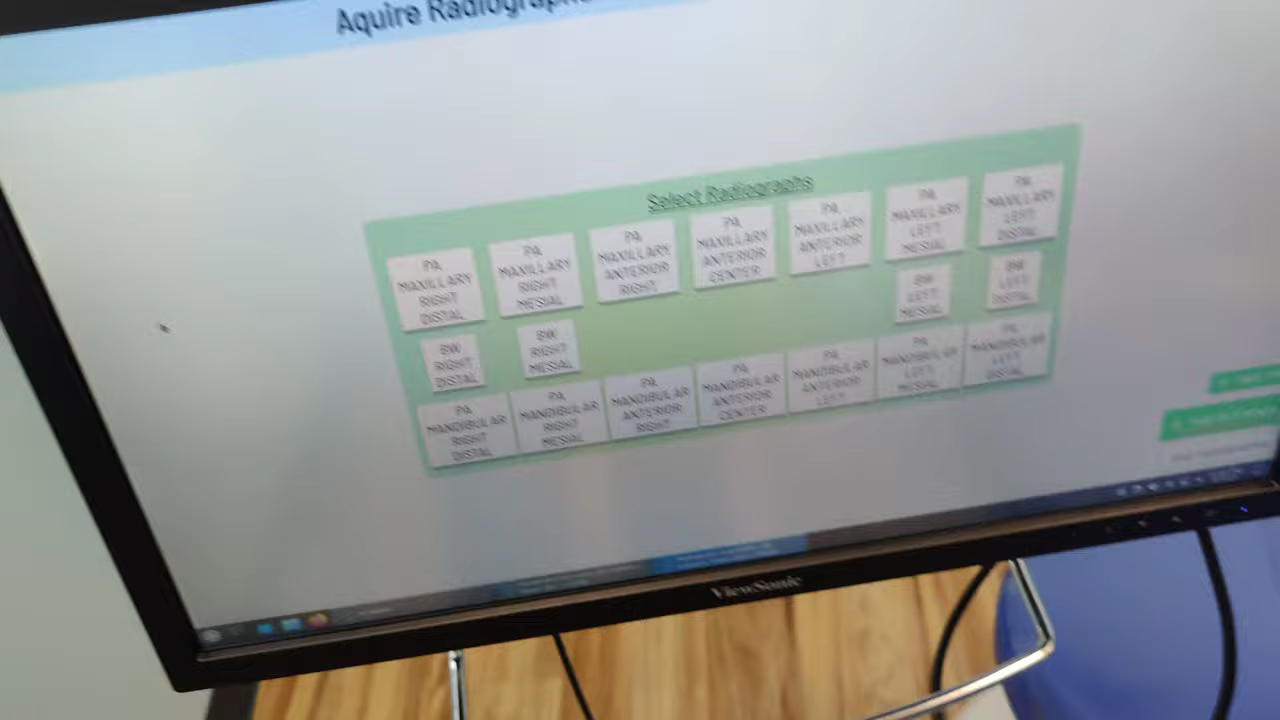 Aquire Radiographs
Select Radiographs
PA
MAXILLARY
RIGHT
DISTAL
PA
MAXILLARY
RIGHT
MESIAL
PA
MAXILLARY
ANTERIOR
RIGHT
PA
MAXILLARY
ANTERIOR
CENTER
PA
MAXILLARY
ANTERIOR
LEFT
PA
MAXILLARY
LEFT
MESIAL
PA
MAXILLARY
LEFT
DISTAL
BW
RIGHT
DISTAL
BW
RIGHT
MESIAL
BW
LEFT
MESIAL
BW
LEFT
DISTAL
PA
MANDIBULAR
RIGHT
DISTAL
PA
MANDIBULAR
RIGHT
MESIAL
PA
MANDIBULAR
ANTERIOR
RIGHT
PA
MANDIBULAR
ANTERIOR
CENTER
PA
MANDIBULAR
ANTERIOR
LEFT
PA
MANDIBULAR
LEFT
MESIAL
PA
MANDIBULAR
LEFT
DISTAL
ViewSonic